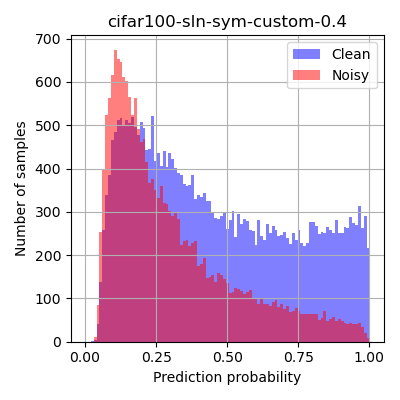 cifar100-sln-sym-custom-0.4
Clean
Noisy
Number of samples
700
600
500
400
300
200
100
0
0.00 0.25 0.50 0.75 1.00
Prediction probability